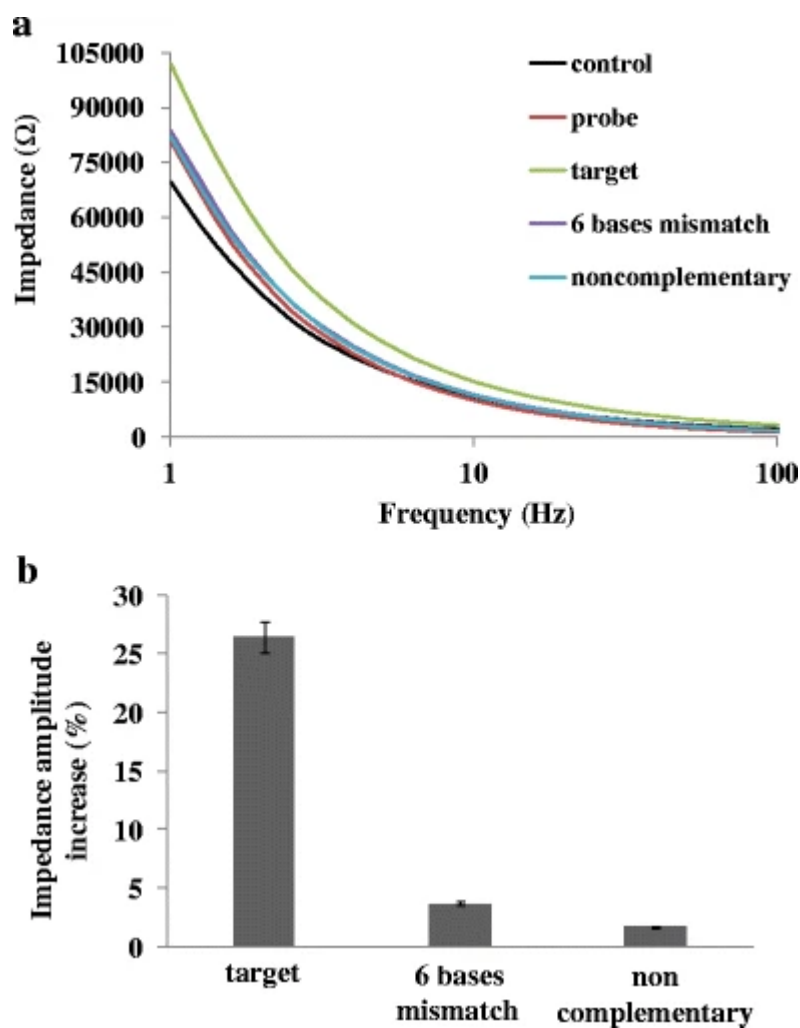 a
105000
90000
75000
60000
45000
30000
15000
0
Impedance (Ω)
1
10
100
Frequency (Hz)
control
probe
target
6 bases mismatch
noncomplementary
b
30
25
20
15
10
5
0
Impedance amplitude
increase (%)
target
6 bases
mismatch
non
complementary